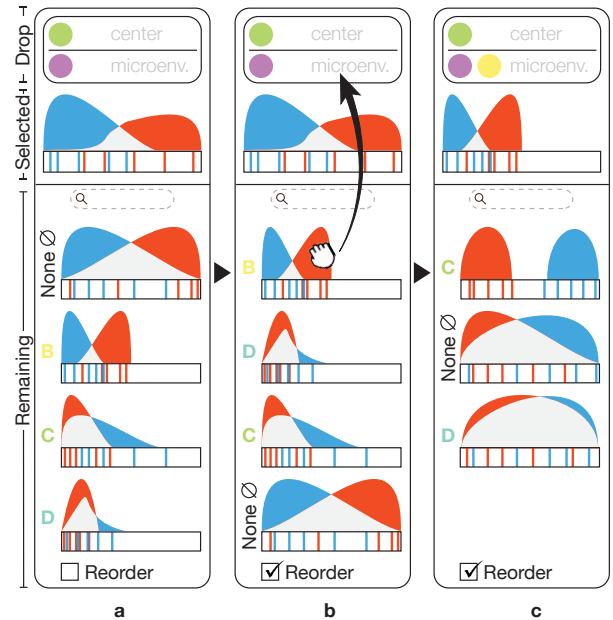 Drop
Selected
Remaining
center
microenv.
None ∅
B
C
D
Reorder
a
center
microenv.
B
D
C
None ∅
Reorder
b
center
microenv.
C
None ∅
D
Reorder
c